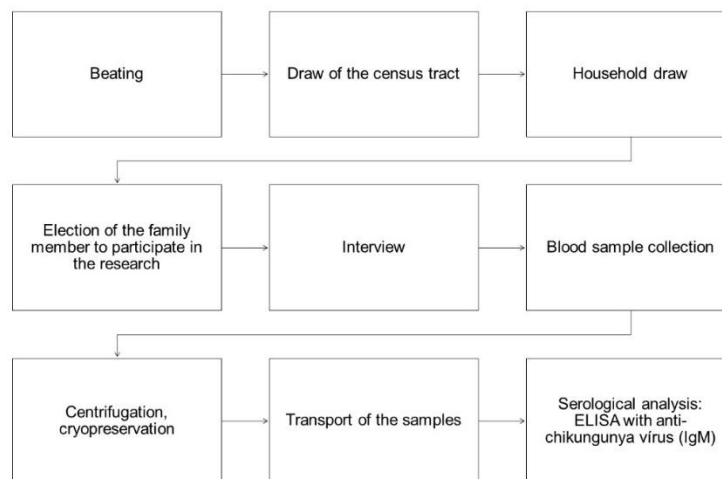 Beating
Draw of the census tract
Household draw
Election of the family
member to participate in
the research
Interview
Blood sample collection
Centrifugation,
cryopreservation
Transport of the samples
Serological analysis:
ELISA with anti-
chikungunya vírus (IgM)